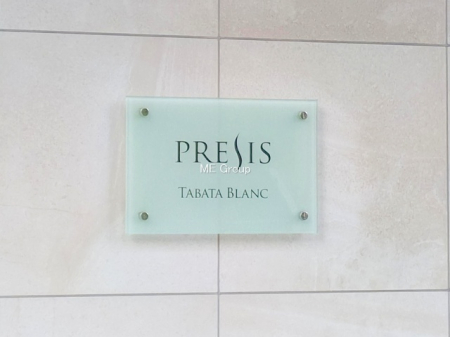 PRESIS
ME Group
TABATA BLANC